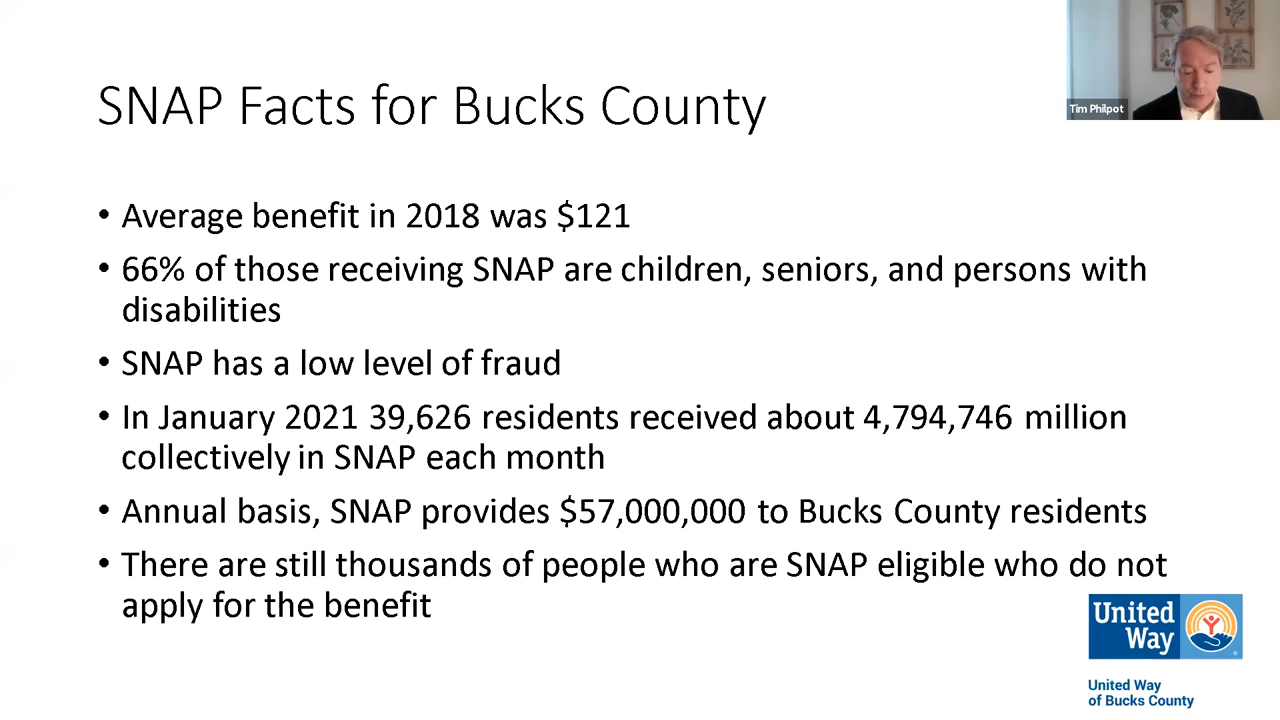 SNAP Facts for Bucks County
Tim Philpot
• Average benefit in 2018 was $121
• 66% of those receiving SNAP are children, seniors, and persons with
disabilities
• SNAP has a low level of fraud
• In January 2021 39,626 residents received about 4,794,746 million
collectively in SNAP each month
• Annual basis, SNAP provides $57,000,000 to Bucks County residents
• There are still thousands of people who are SNAP eligible who do not
apply for the benefit
United
Way
United Way
of Bucks County